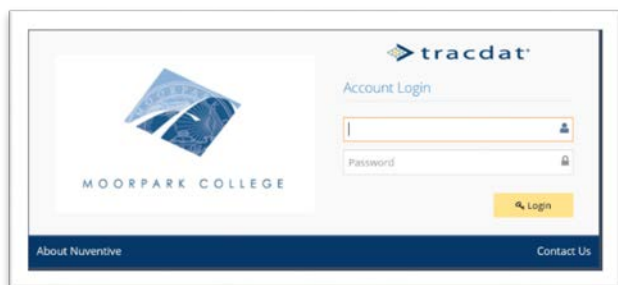 tracdat
Account Login
Password
MOORPARK COLLEGE
Login
About Nuventive
Contact Us